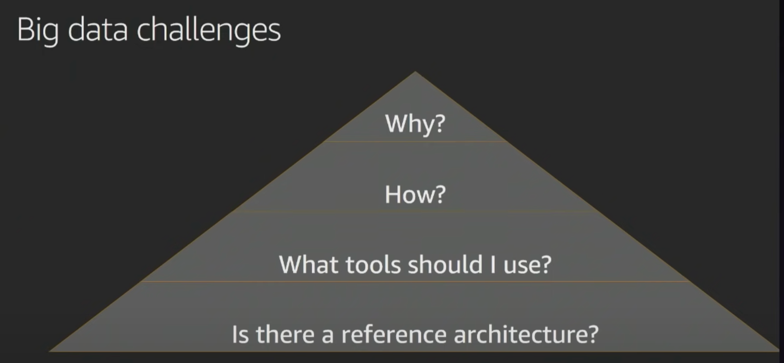 Big data challenges
Why?
How?
What tools should I use?
Is there a reference architecture?